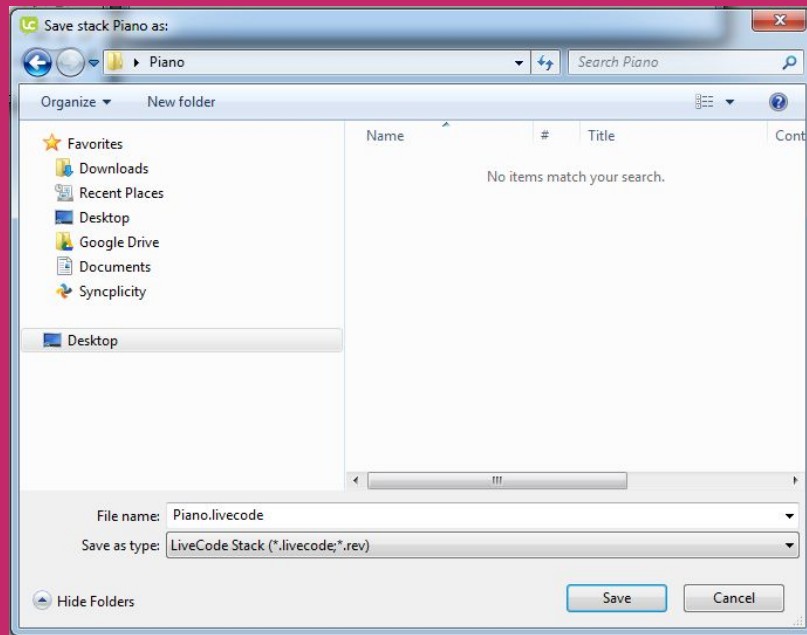 Save stack Piano as:
Piano
Search Piano
Organize
New folder
Name # Title Cont
No items match your search.
Favorites
Downloads
Recent Places
Desktop
Google Drive
Documents
Syncplicity
Desktop
File name: Piano.livecode
Save as type: LiveCode Stack (*.livecode;*.rev)
Hide Folders
Save
Cancel